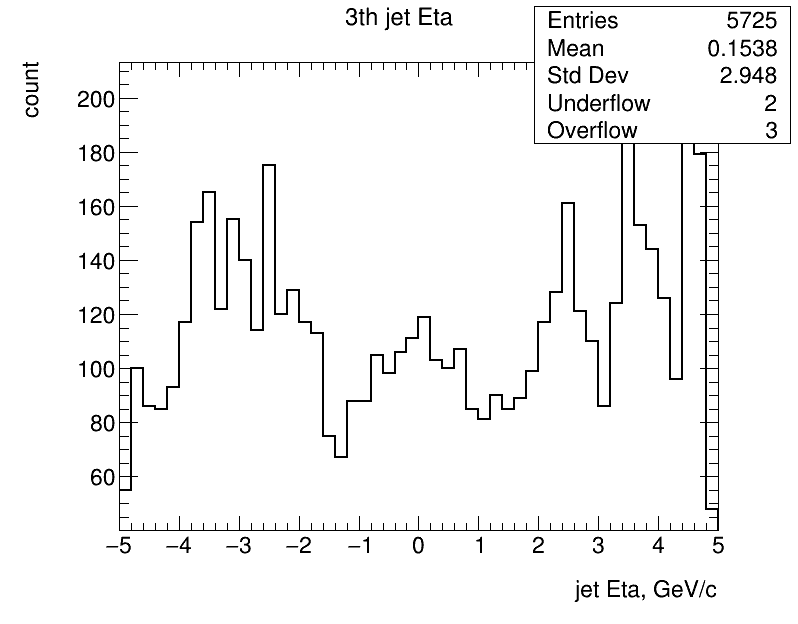 3th jet Eta
Entries 5725
Mean 0.1538
Std Dev 2.948
Underflow 2
Overflow 3
count
200
180
160
140
120
100
80
60
−5 −4 −3 −2 −1 0 1 2 3 4 5
jet Eta, GeV/c